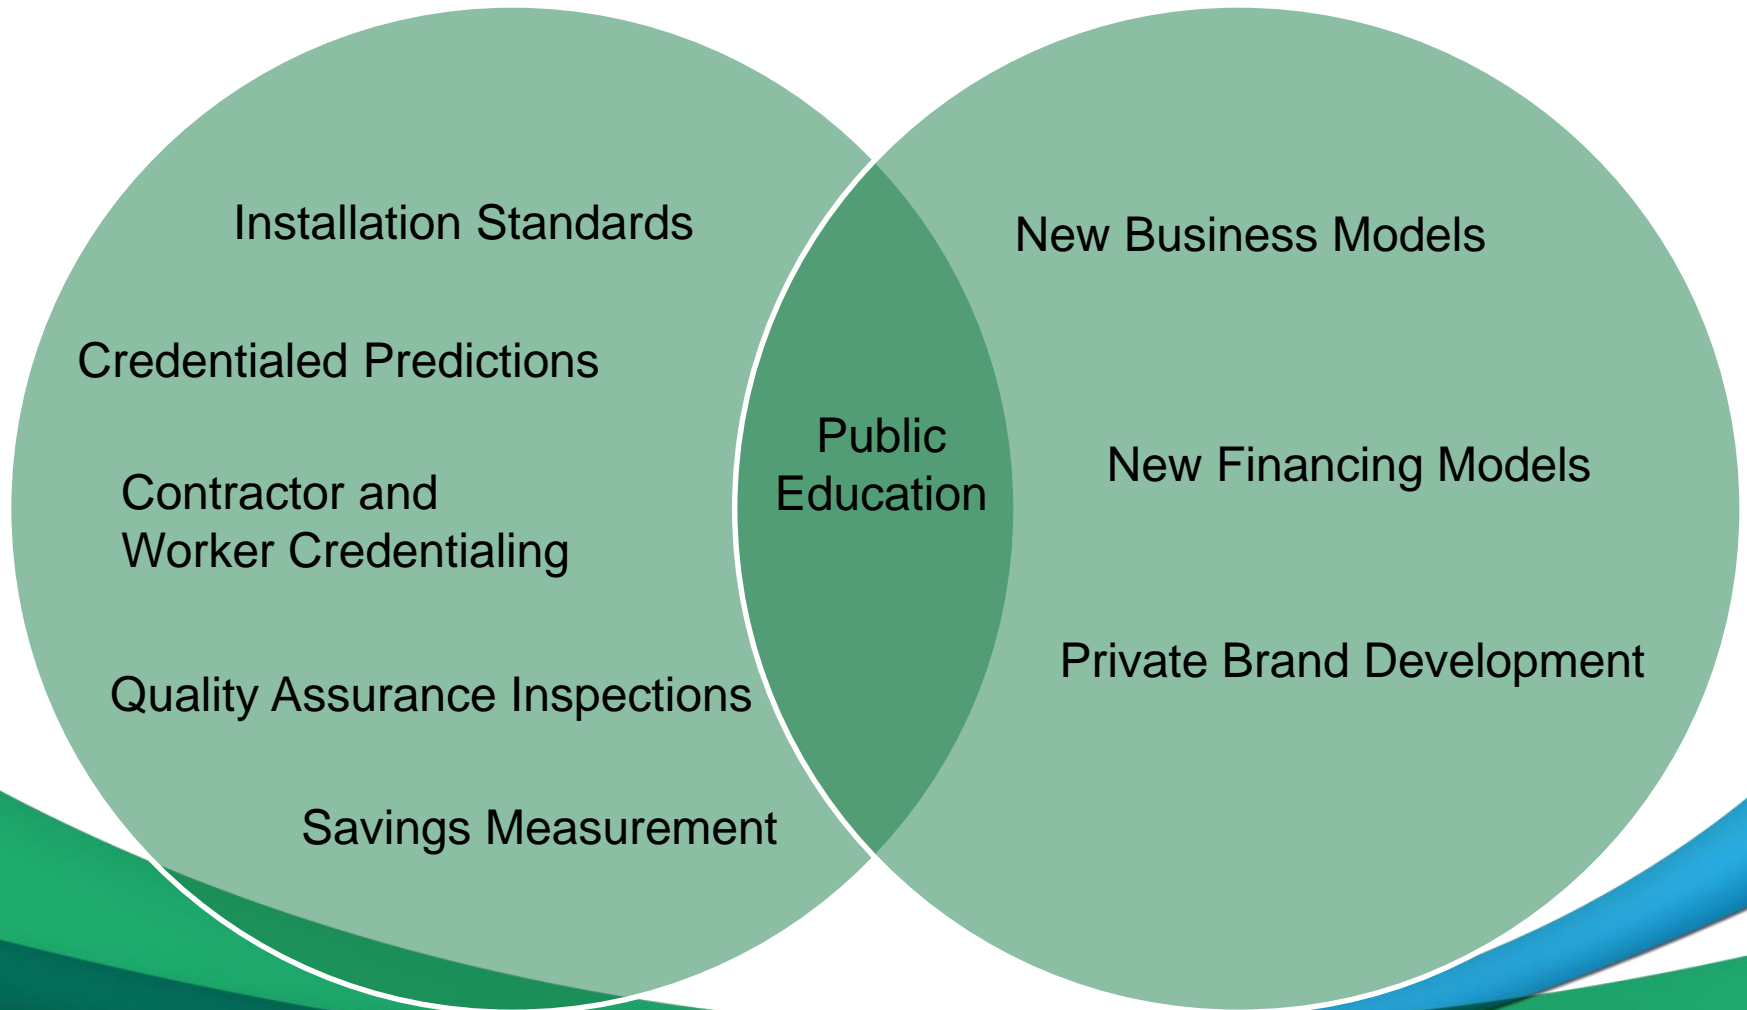 Installation Standards
Credentialed Predictions
Contractor and
Worker Credentialing
Quality Assurance Inspections
Savings Measurement
Public
Education
New Business Models
New Financing Models
Private Brand Development